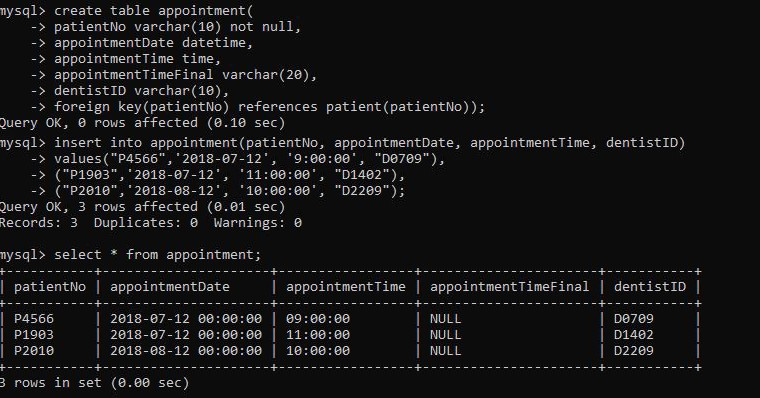 mysql> create table appointment(
    -> patientNo varchar(10) not null,
    -> appointmentDate datetime,
    -> appointmentTime time,
    -> appointmentTimeFinal varchar(20),
    -> dentistID varchar(10),
    -> foreign key(patientNo) references patient(patientNo));
Query OK, 0 rows affected (0.10 sec)
mysql> insert into appointment(patientNo, appointmentDate, appointmentTime, dentistID)
    -> values("P4566",'2018-07-12', '9:00:00', "D0709"),
    -> ("P1903",'2018-07-12', '11:00:00', "D1402"),
    -> ("P2010",'2018-08-12', '10:00:00', "D2209");
Query OK, 3 rows affected (0.01 sec)
Records: 3  Duplicates: 0  Warnings: 0
mysql> select * from appointment;
+-----------+---------------------+-----------------+----------------------+-----------+
| patientNo | appointmentDate     | appointmentTime | appointmentTimeFinal | dentistID |
+-----------+---------------------+-----------------+----------------------+-----------+
| P4566     | 2018-07-12 00:00:00 | 09:00:00        | NULL                 | D0709     |
| P1903     | 2018-07-12 00:00:00 | 11:00:00        | NULL                 | D1402     |
| P2010     | 2018-08-12 00:00:00 | 10:00:00        | NULL                 | D2209     |
+-----------+---------------------+-----------------+----------------------+-----------+
3 rows in set (0.00 sec)